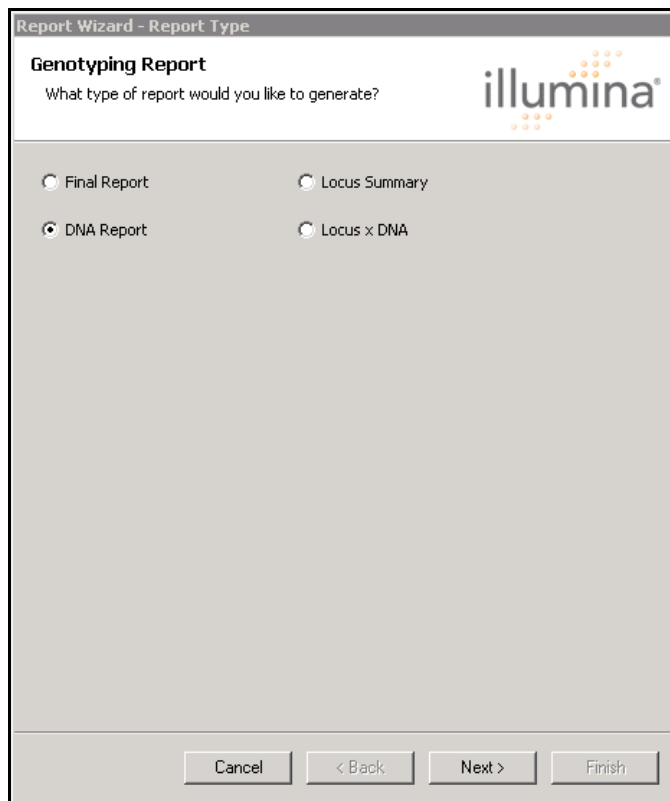 Report Wizard - Report Type
Genotyping Report
What type of report would you like to generate?
illumina®
Final Report
Locus Summary
DNA Report
Locus x DNA
Cancel
< Back
Next >
Finish